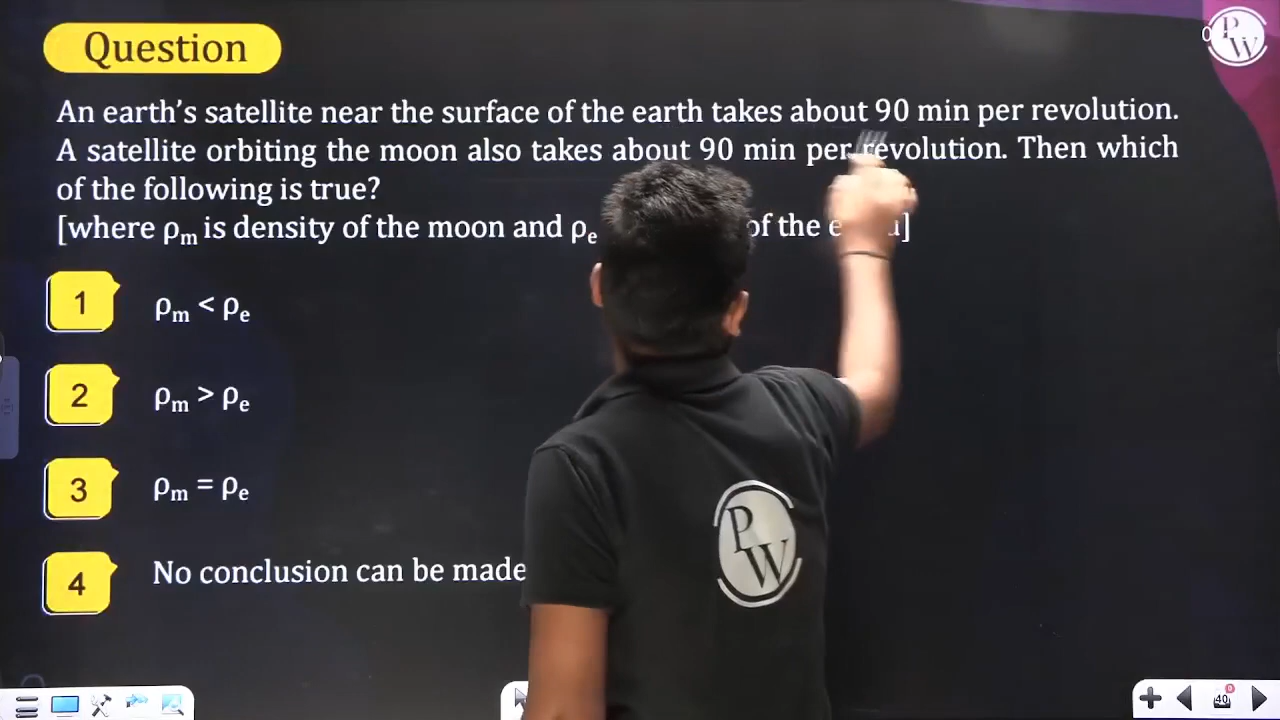 Question
An earth's satellite near the surface of the earth takes about 90 min per revolution.
A satellite orbiting the moon also takes about 90 min per revolution. Then which
of the following is true?
[where ρm is density of the moon and ρe of the
1 ρm < ρe
2 ρm > ρe
3 ρm = ρe
4 No conclusion can be made
PW
PW
40